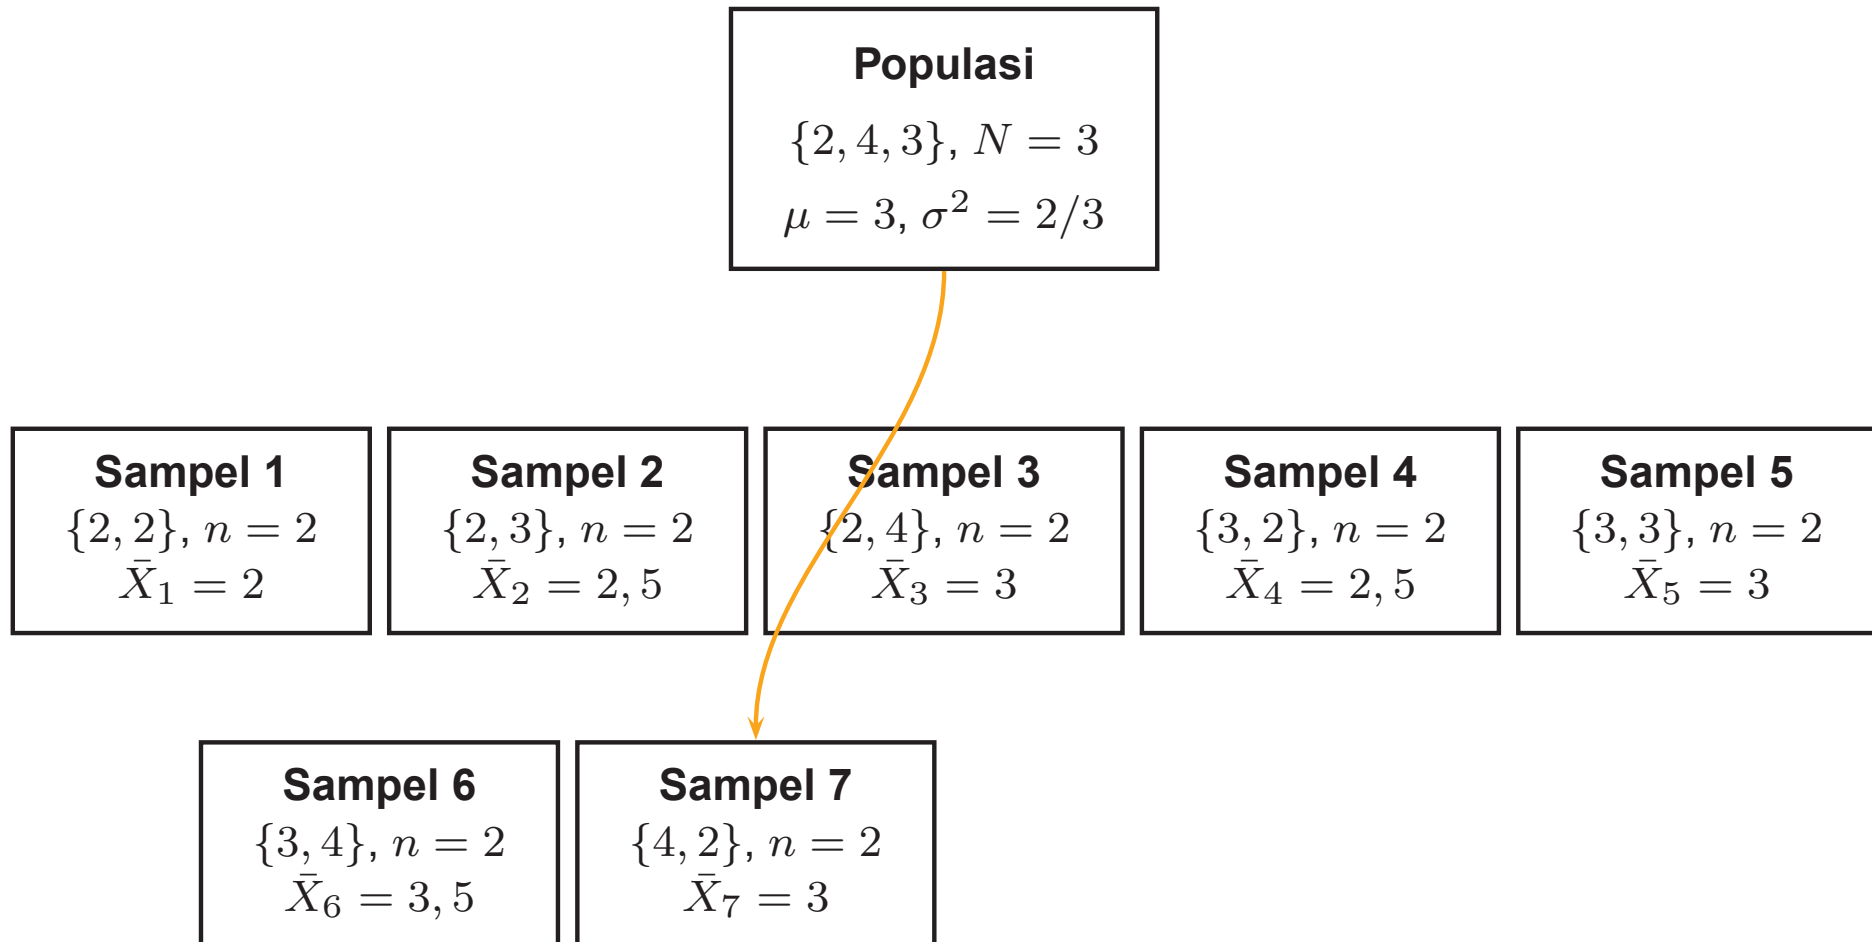 Populasi
{2, 4, 3}, N = 3
μ = 3, σ² = 2/3
Sampel 1
{2, 2}, n = 2
X̄₁ = 2
Sampel 2
{2, 3}, n = 2
X̄₂ = 2, 5
Sampel 3
{2, 4}, n = 2
X̄₃ = 3
Sampel 4
{3, 2}, n = 2
X̄₄ = 2, 5
Sampel 5
{3, 3}, n = 2
X̄₅ = 3
Sampel 6
{3, 4}, n = 2
X̄₆ = 3, 5
Sampel 7
{4, 2}, n = 2
X̄₇ = 3